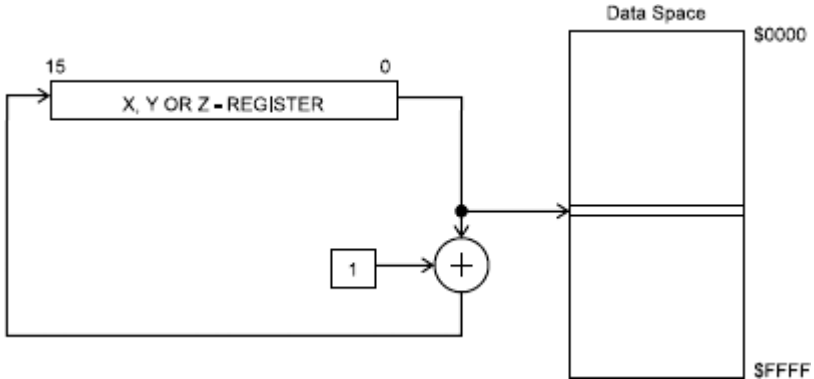 Data Space
$0000
15
0
X, Y OR Z - REGISTER
1
+
$FFFF